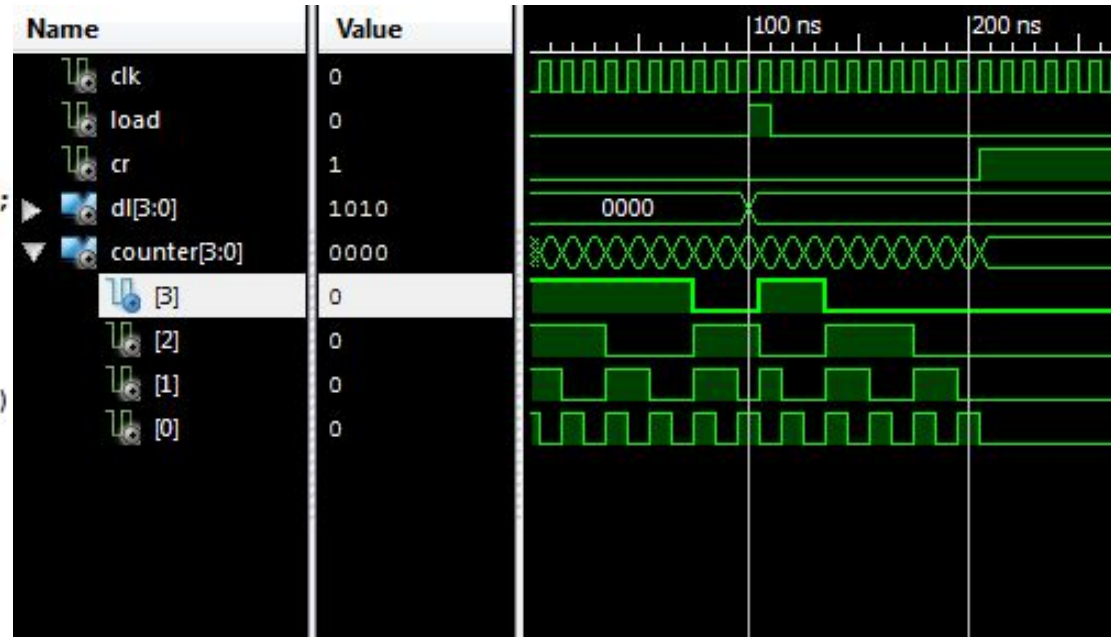 Name Value 100 ns 200 ns
clk 0
load 0
cr 1
;
dl[3:0] 1010 0000
counter[3:0] 0000
[3] 0
[2] 0
)
[1] 0
[0] 0